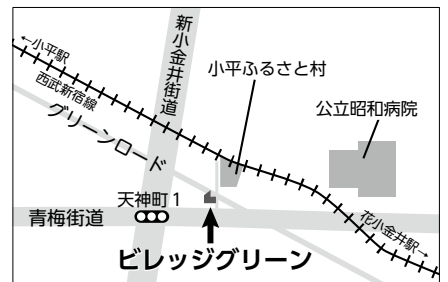 ←小平駅
西武新宿線
グリーンロード
新小金井街道
小平ふるさと村
公立昭和病院
天神町1
青梅街道
花小金井駅→
ビレッジグリーン